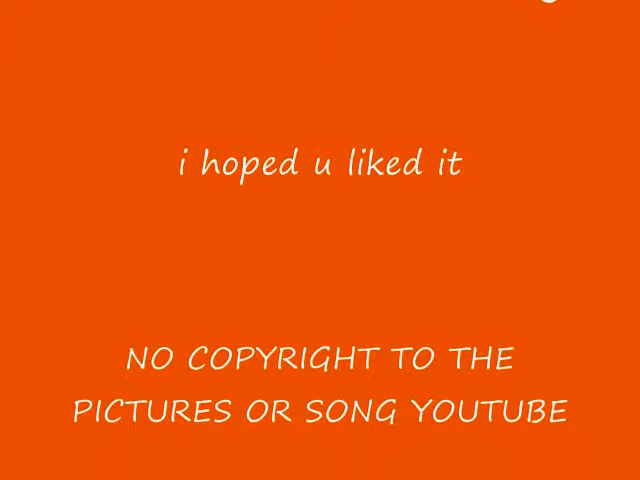 i hoped u liked it
NO COPYRIGHT TO THE
PICTURES OR SONG YOUTUBE